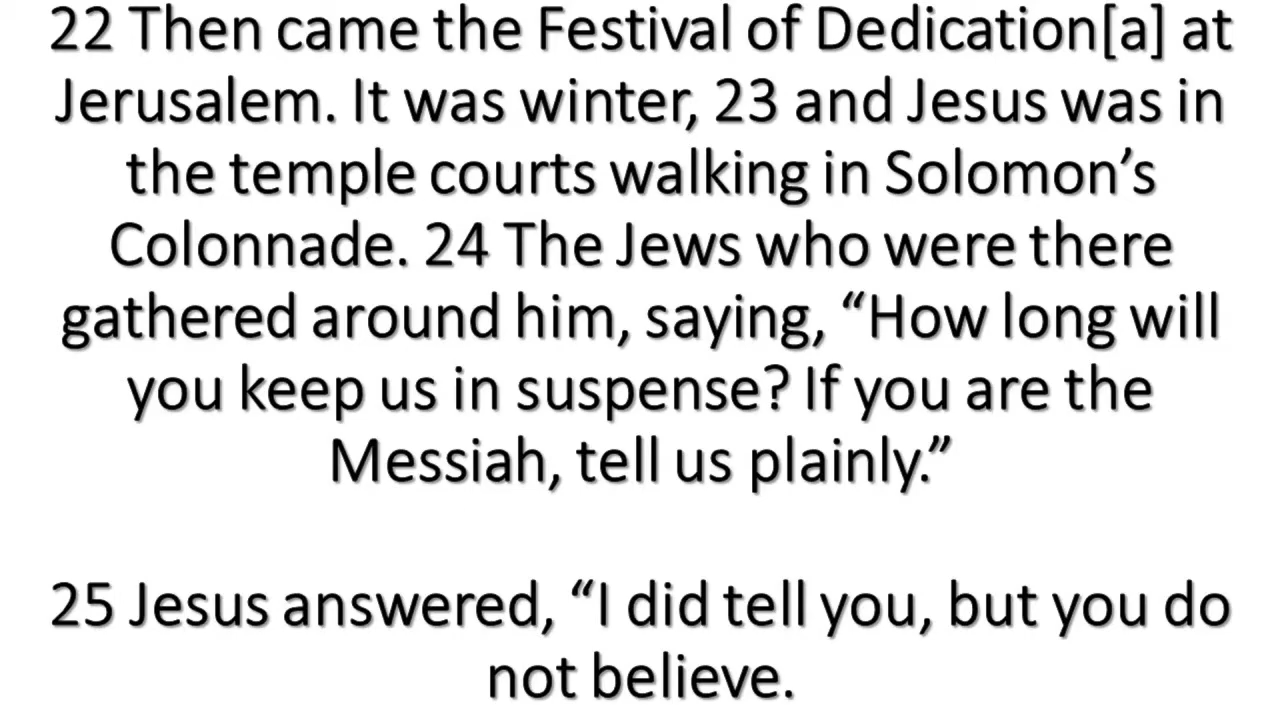 22 Then came the Festival of Dedication[a] at
Jerusalem. It was winter, 23 and Jesus was in
the temple courts walking in Solomon’s
Colonnade. 24 The Jews who were there
gathered around him, saying, “How long will
you keep us in suspense? If you are the
Messiah, tell us plainly.”
25 Jesus answered, “I did tell you, but you do
not believe.